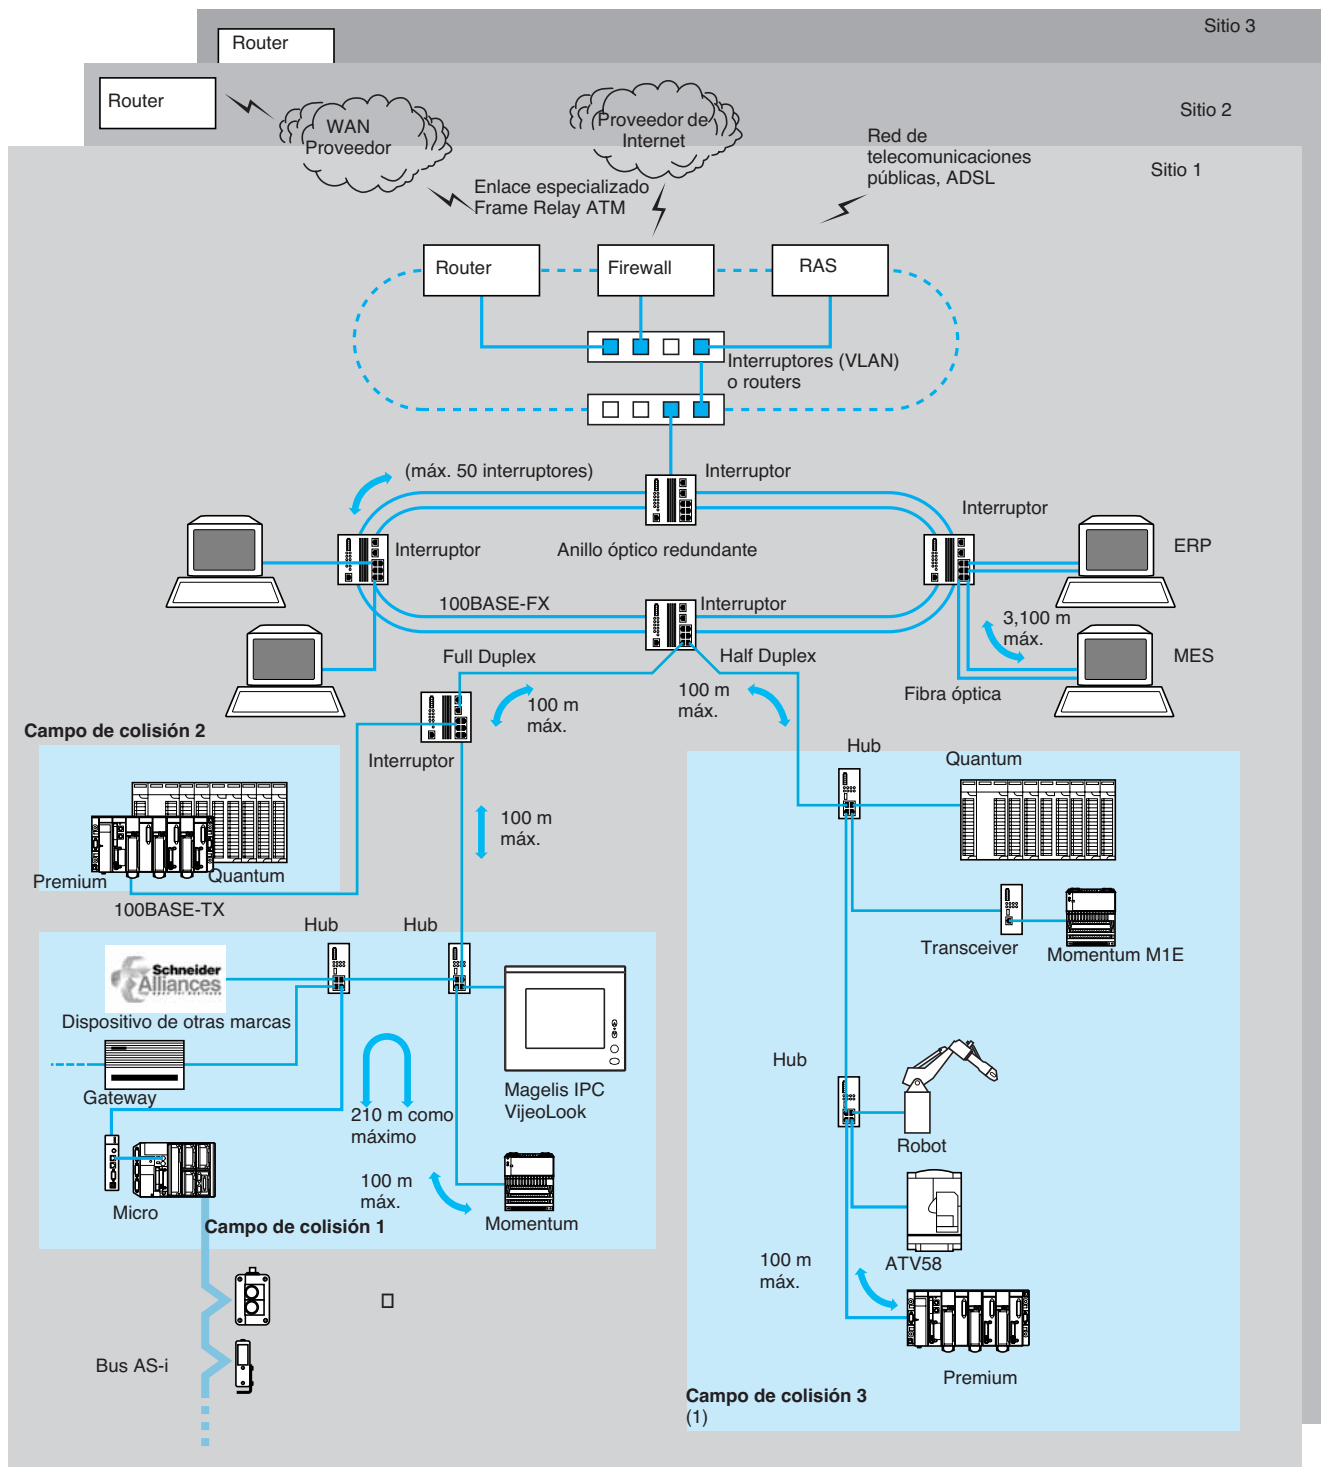 Sitio 3
Router
Sitio 2
Router
WAN
Proveedor
Proveedor de
Internet
Red de
telecomunicaciones
públicas, ADSL
Sitio 1
Enlace especializado
Frame Relay ATM
Router
Firewall
RAS
Interruptores (VLAN)
o routers
(máx. 50 interruptores)
Interruptor
Interruptor
Interruptor
Anillo óptico redundante
ERP
100BASE-FX
Interruptor
3,100 m
máx.
Full Duplex
Half Duplex
MES
Fibra óptica
100 m
máx.
100 m
máx.
Campo de colisión 2
Interruptor
Hub
Quantum
100 m
máx.
Premium
Quantum
100BASE-TX
Hub
Hub
Transceiver
Momentum M1E
Schneider
Alliances
Dispositivo de otras marcas
Gateway
Hub
Magelis IPC
VijeoLook
210 m como
máximo
Robot
100 m
máx.
Micro
Campo de colisión 1
Momentum
100 m
máx.
ATV58
Bus AS-i
Premium
Campo de colisión 3
(1)